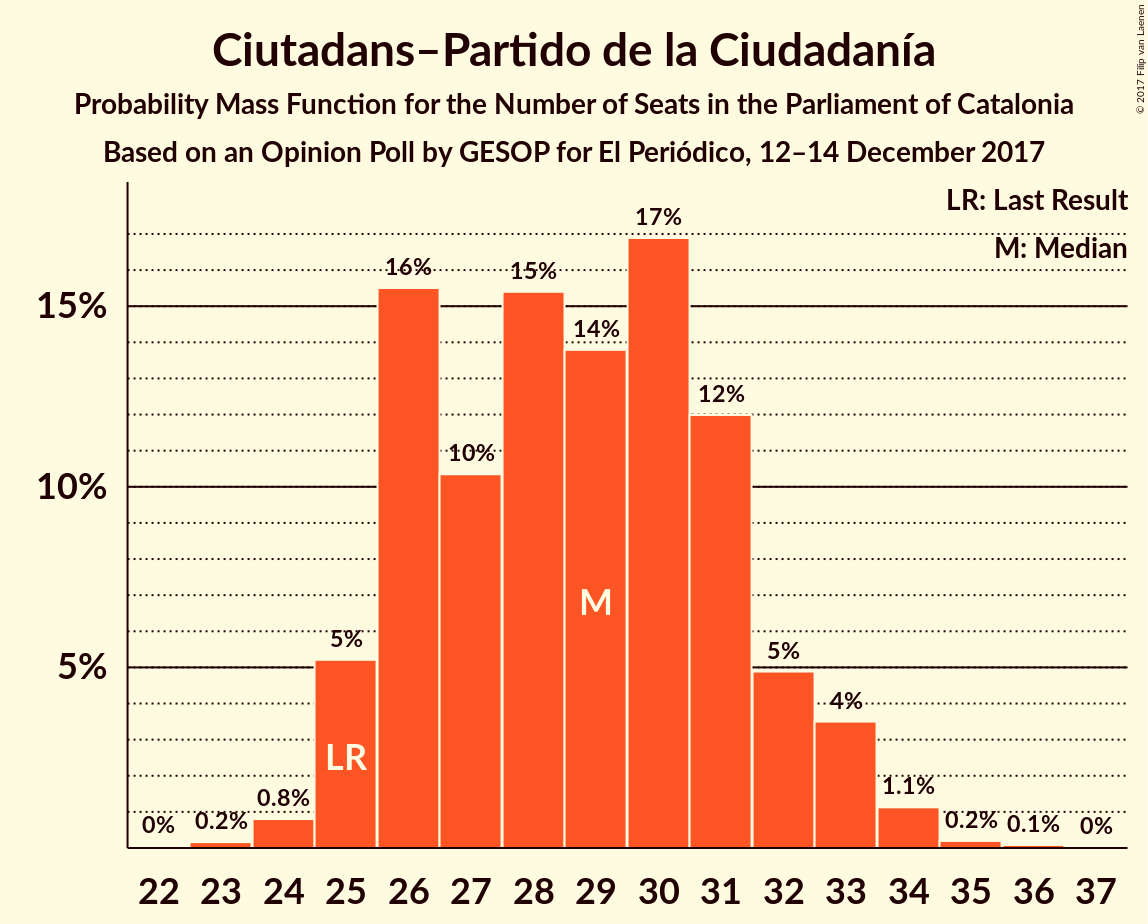 Ciutadans–Partido de la Ciudadanía
Probability Mass Function for the Number of Seats in the Parliament of Catalonia
Based on an Opinion Poll by GESOP for El Periódico, 12–14 December 2017
© 2017 Filip van Laenen
LR: Last Result
M: Median
15%
10%
5%
0%
0.2%
0.8%
5%
16%
10%
15%
14%
17%
12%
5%
4%
1.1%
0.2%
0.1%
0%
LR
M
22 23 24 25 26 27 28 29 30 31 32 33 34 35 36 37